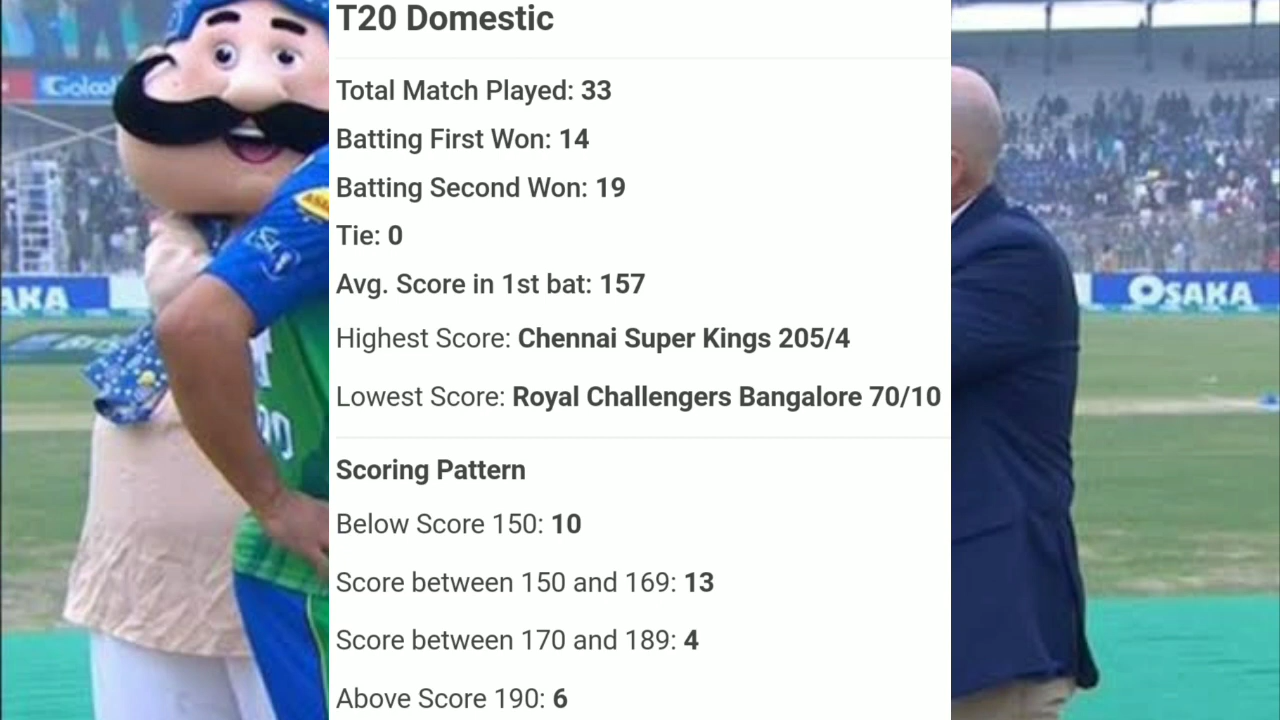 T20 Domestic
Total Match Played: 33
Batting First Won: 14
Batting Second Won: 19
Tie: 0
Avg. Score in 1st bat: 157
Highest Score: Chennai Super Kings 205/4
Lowest Score: Royal Challengers Bangalore 70/10
Scoring Pattern
Below Score 150: 10
Score between 150 and 169: 13
Score between 170 and 189: 4
Above Score 190: 6
AKA
OSAKA